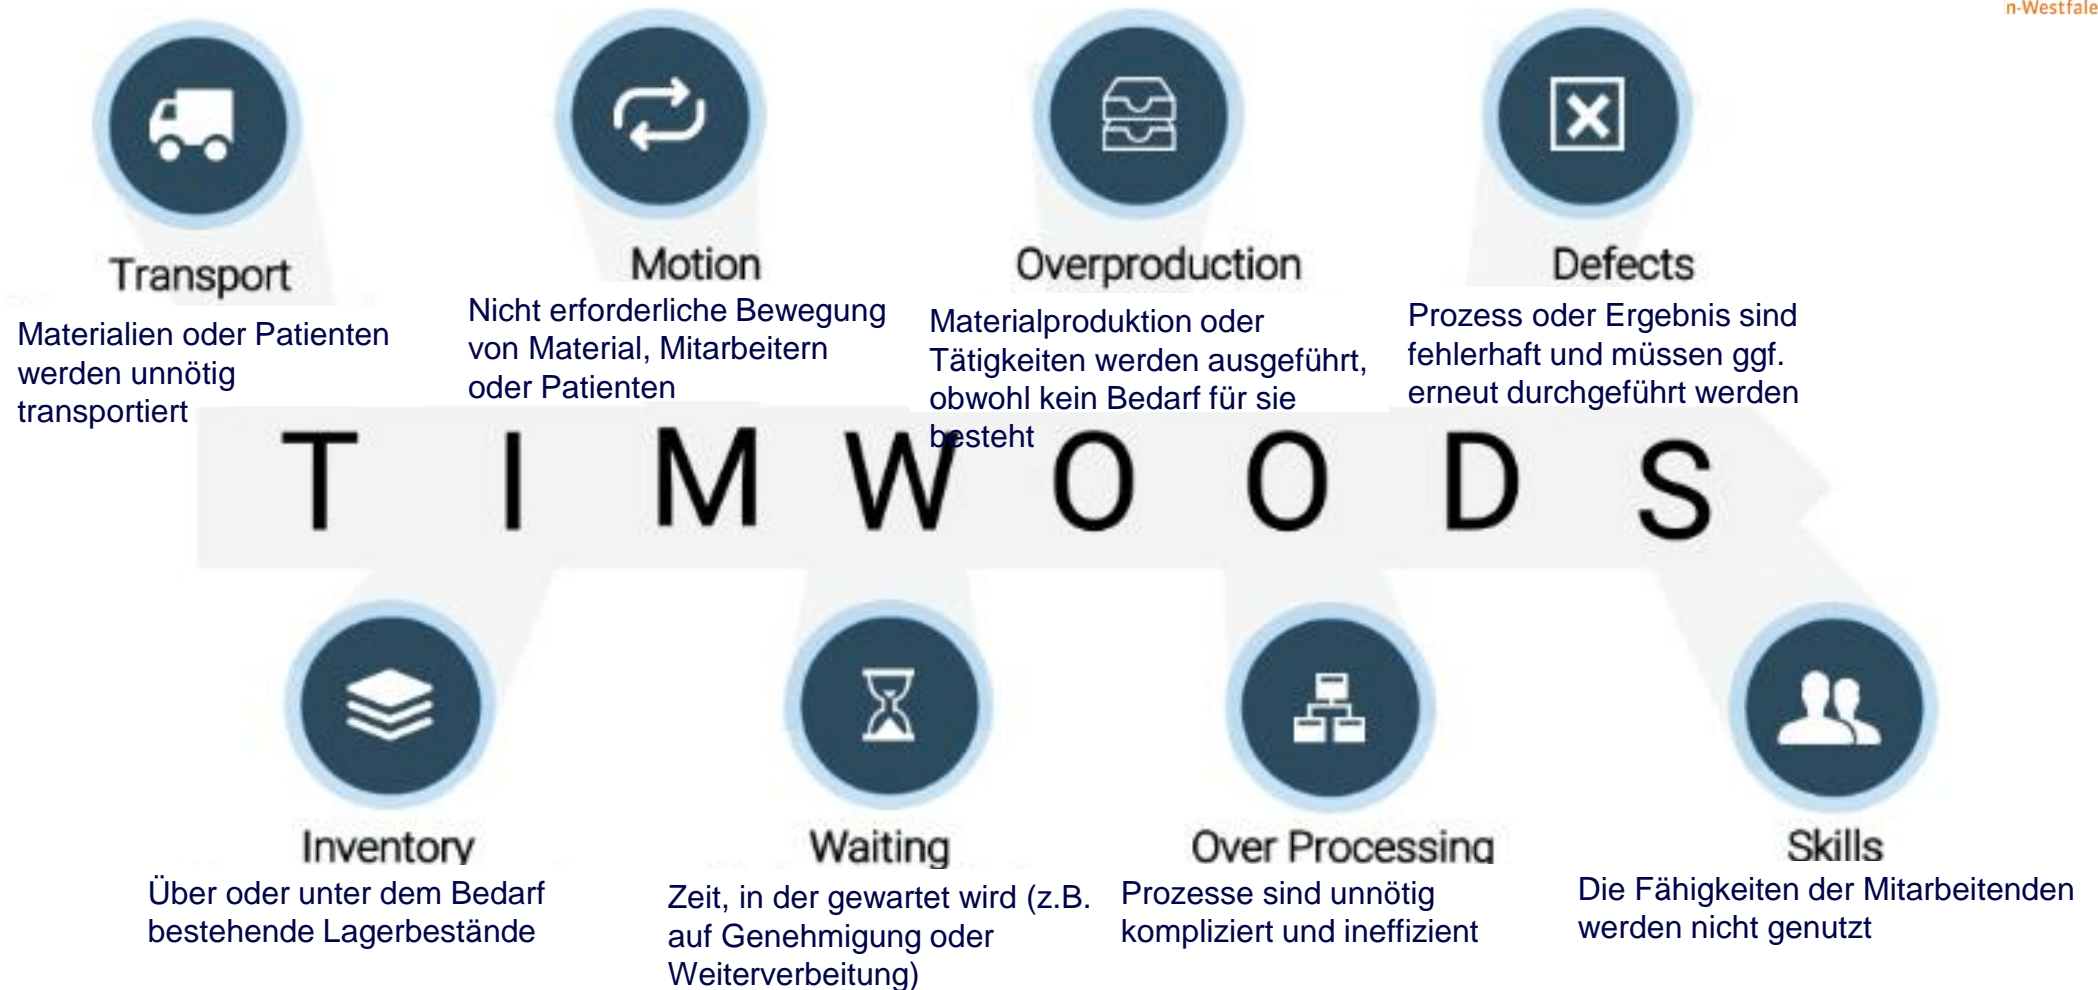 n-Westfale
Transport
Materialien oder Patienten
werden unnötig
transportiert
Motion
Nicht erforderliche Bewegung
von Material, Mitarbeitern
oder Patienten
Overproduction
Materialproduktion oder
Tätigkeiten werden ausgeführt,
obwohl kein Bedarf für sie
besteht
Defects
Prozess oder Ergebnis sind
fehlerhaft und müssen ggf.
erneut durchgeführt werden
T I M W O O D S
Inventory
Über oder unter dem Bedarf
bestehende Lagerbestände
Waiting
Zeit, in der gewartet wird (z.B.
auf Genehmigung oder
Weiterverbeitung)
Over Processing
Prozesse sind unnötig
kompliziert und ineffizient
Skills
Die Fähigkeiten der Mitarbeitenden
werden nicht genutzt